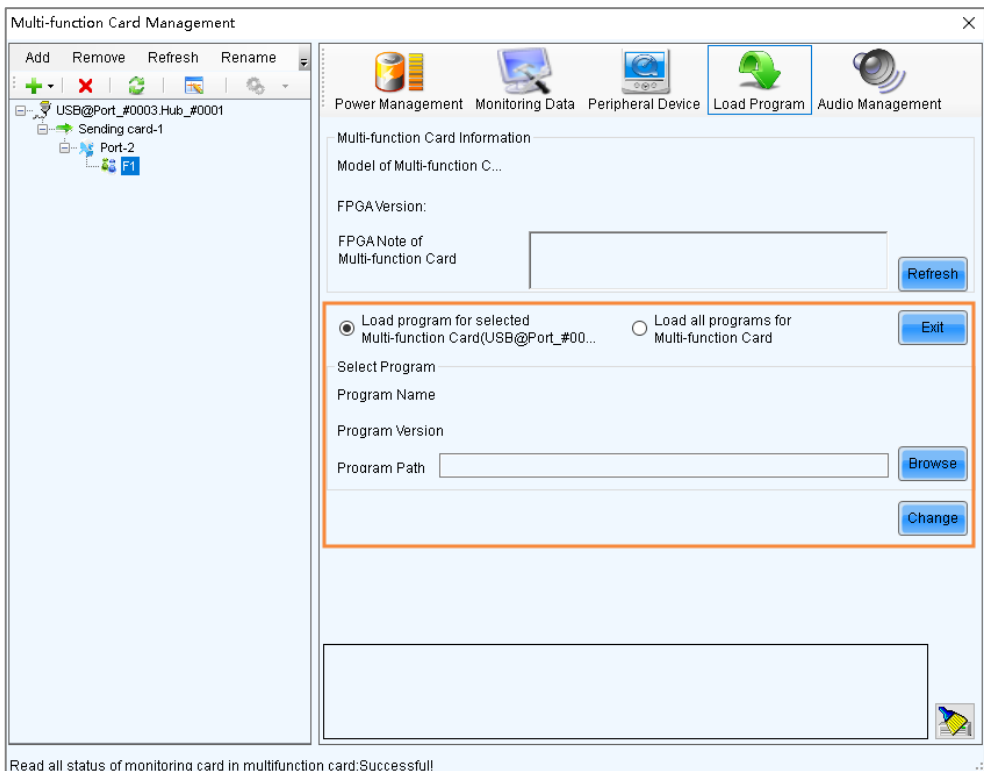 Multi-function Card Management
Add Remove Refresh Rename
USB@Port_#0003.Hub_#0001
Sending card-1
Port-2
F1
Power Management Monitoring Data Peripheral Device Load Program Audio Management
Multi-function Card Information
Model of Multi-function C...
FPGA Version:
FPGA Note of
Multi-function Card
Refresh
Load program for selected
Multi-function Card(USB@Port_#00...
Load all programs for
Multi-function Card
Exit
Select Program
Program Name
Program Version
Program Path
Browse
Change
Read all status of monitoring card in multifunction card:Successful!